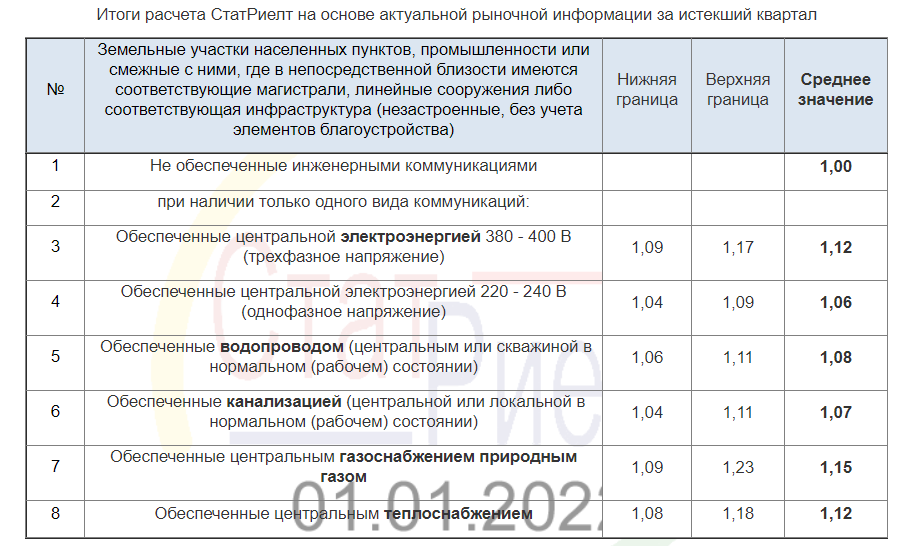 Итоги расчета СтатРиелт на основе актуальной рыночной информации за истекший квартал
№
Земельные участки населенных пунктов, промышленности или
смежные с ними, где в непосредственной близости имеются
соответствующие магистрали, линейные сооружения либо
соответствующая инфраструктура (незастроенные, без учета
элементов благоустройства)
Нижняя
граница
Верхняя
граница
Среднее
значение
1
Не обеспеченные инженерными коммуникациями
1,00
2
при наличии только одного вида коммуникаций:
3
Обеспеченные центральной электроэнергией 380 - 400 В
(трехфазное напряжение)
1,09
1,17
1,12
4
Обеспеченные центральной электроэнергией 220 - 240 В
(однофазное напряжение)
1,04
1,09
1,06
5
Обеспеченные водопроводом (центральным или скважиной в
нормальном (рабочем) состоянии)
1,06
1,11
1,08
6
Обеспеченные канализацией (центральной или локальной в
нормальном (рабочем) состоянии)
1,04
1,11
1,07
7
Обеспеченные центральным газоснабжением природным
газом
1,09
1,23
1,15
8
Обеспеченные центральным теплоснабжением
1,08
1,18
1,12
Стат
Рие
01.01.2022